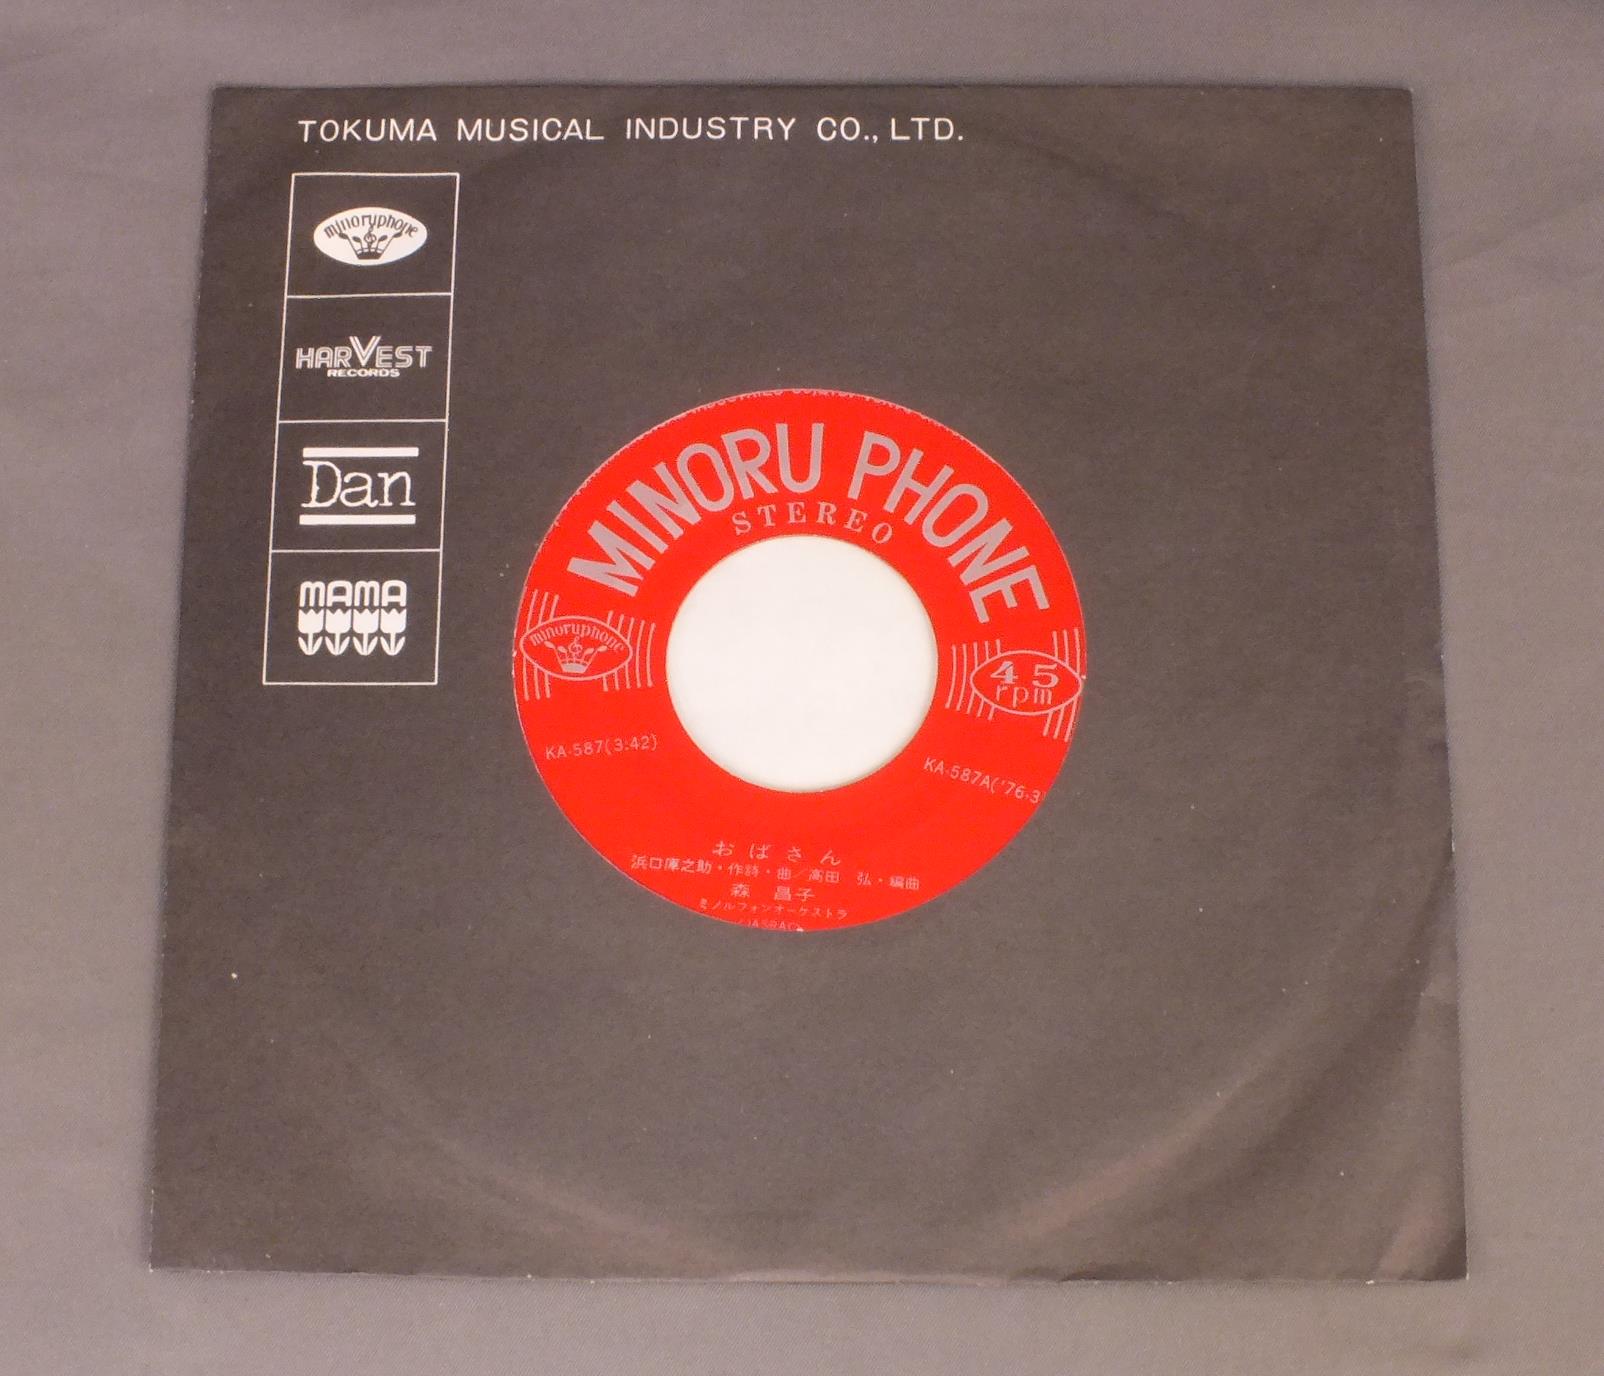 TOKUMA MUSICAL INDUSTRY CO., LTD.
minoruphone
HARVEST
RECORDS
Dan
MAMA
MINORU PHONE
STEREO
minoruphone
45
rpm
KA-587(3:42)
KA-587A('76·3
おばさん
浜口庫之助・作詩・曲/高田 弘・編曲
森 昌子
ミノルフォンオーケストラ
(JASRAC)